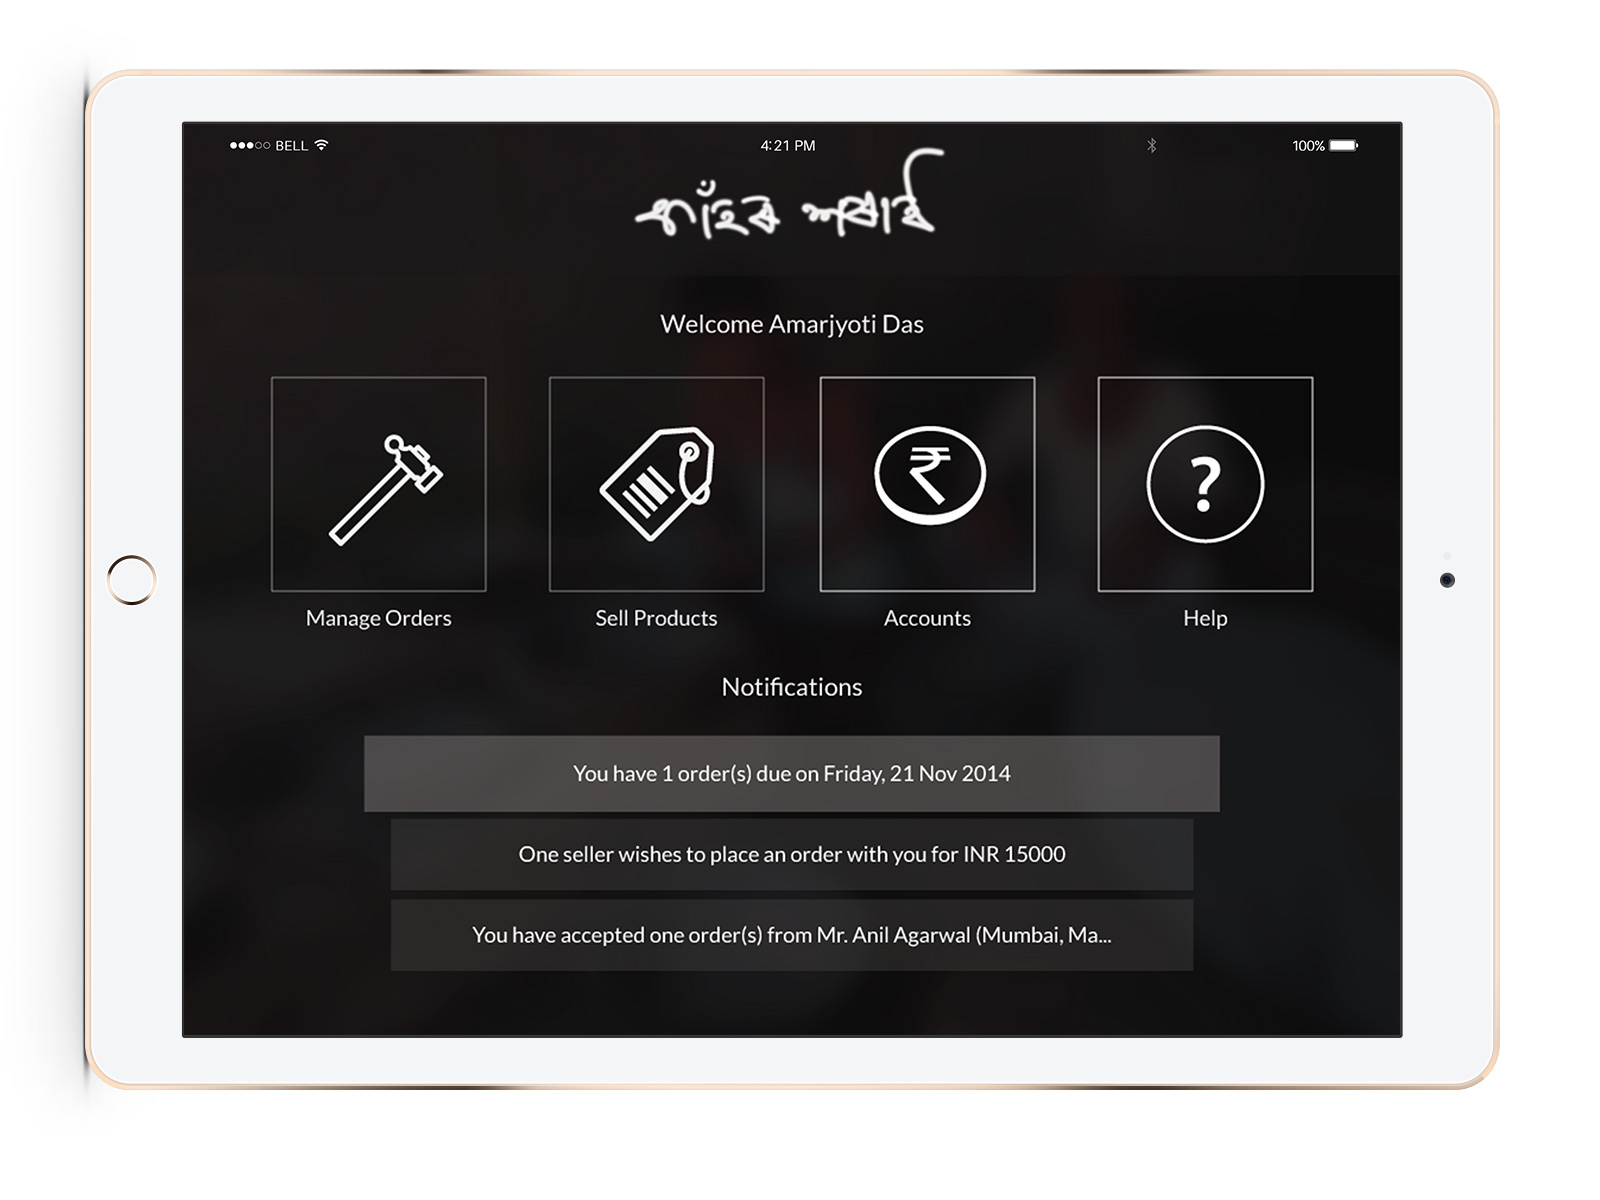 BELL 4:21 PM 100%
কাঁহৰ শৰাই
Welcome Amarjyoti Das
Manage Orders Sell Products Accounts Help
Notifications
You have 1 order(s) due on Friday, 21 Nov 2014
One seller wishes to place an order with you for INR 15000
You have accepted one order(s) from Mr. Anil Agarwal (Mumbai, Ma...